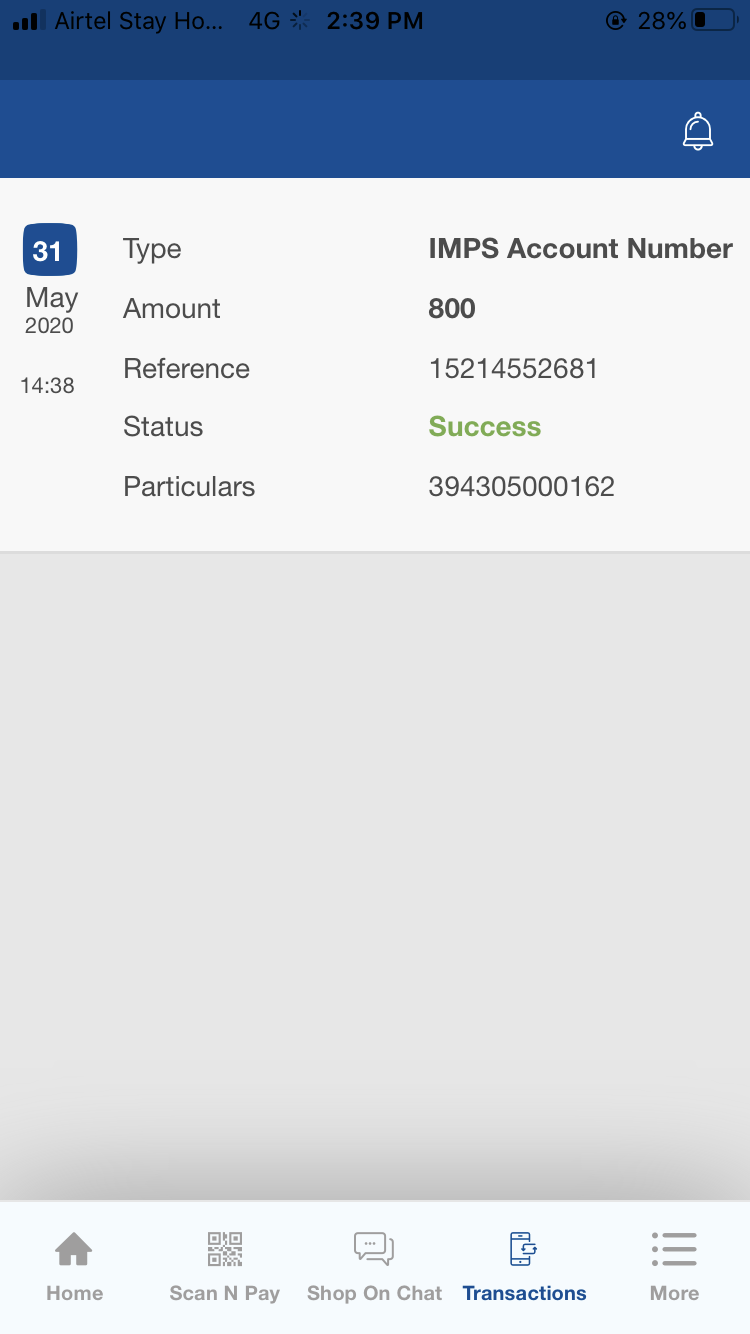 Airtel Stay Ho... 4G 2:39 PM 28%
31 May 2020 14:38
Type IMPS Account Number
Amount 800
Reference 15214552681
Status Success
Particulars 394305000162
Home Scan N Pay Shop On Chat Transactions More